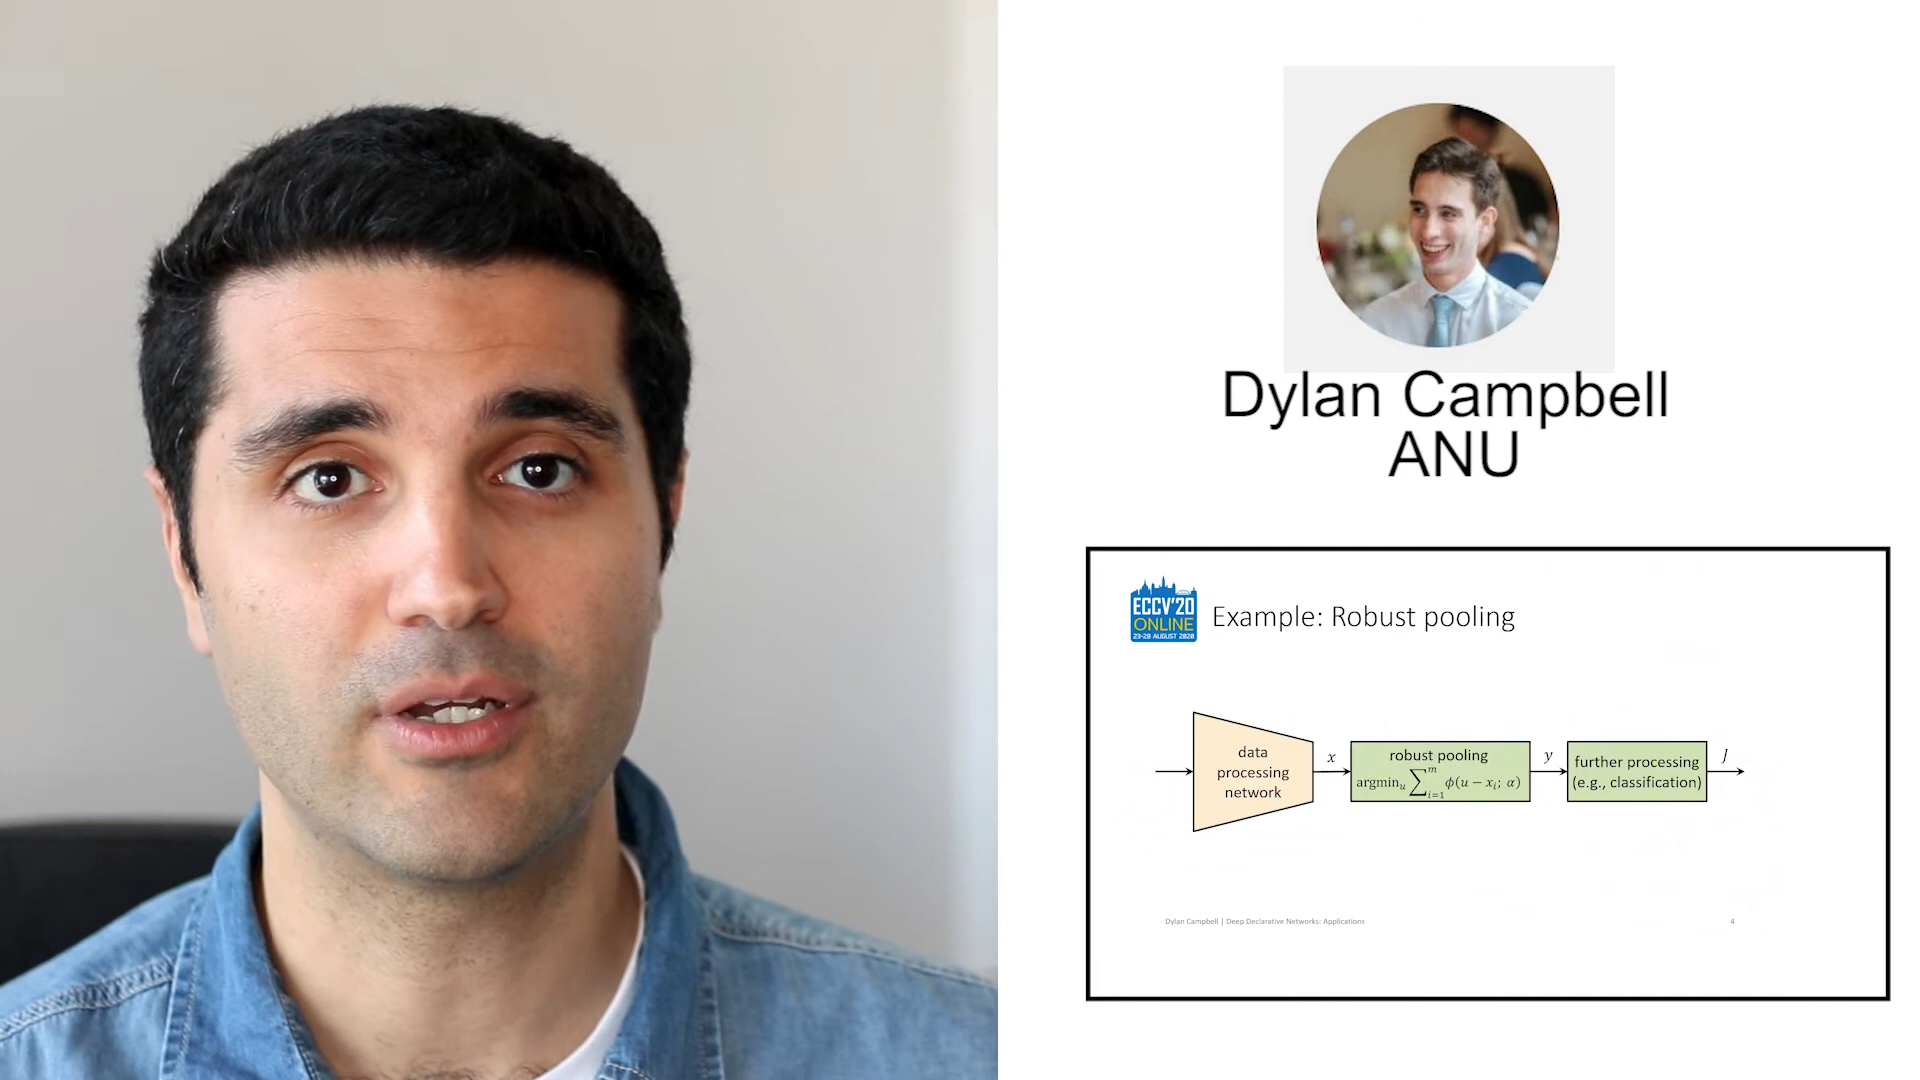 Dylan Campbell
ANU
ECCV'20
ONLINE
23-28 AUGUST 2020
Example: Robust pooling
data
processing
network
x
robust pooling
argminᵤ ∑ᵢ₌₁ᵐ ϕ(u − xᵢ; α)
y
further processing
(e.g., classification)
J
Dylan Campbell | Deep Declarative Networks: Applications
4